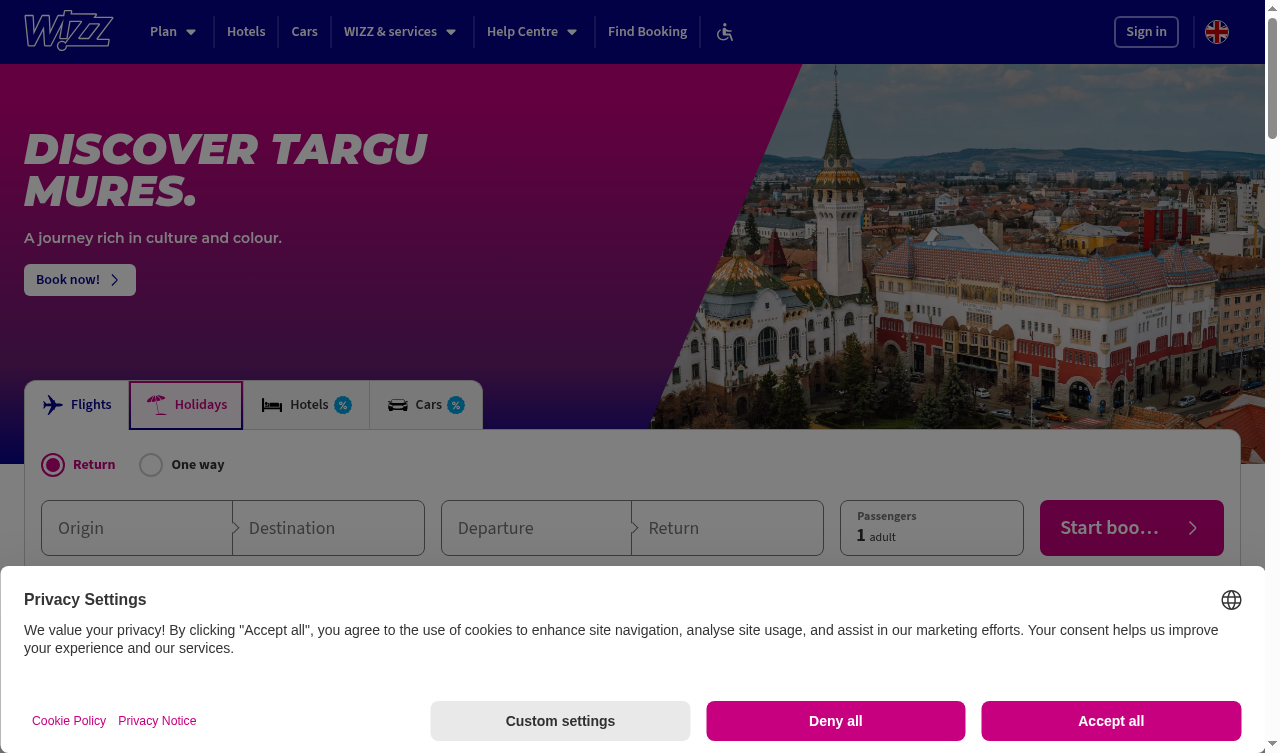 WIZZ
Plan
Hotels
Cars
WIZZ & services
Help Centre
Find Booking
Sign in
DISCOVER TARGU
MURES.
A journey rich in culture and colour.
Book now!
Flights
Holidays
Hotels %
Cars %
Return
One way
Origin
Destination
Departure
Return
Passengers
1 adult
Start boo...
Privacy Settings
We value your privacy! By clicking "Accept all", you agree to the use of cookies to enhance site navigation, analyse site usage, and assist in our marketing efforts. Your consent helps us improve
your experience and our services.
Cookie Policy
Privacy Notice
Custom settings
Deny all
Accept all